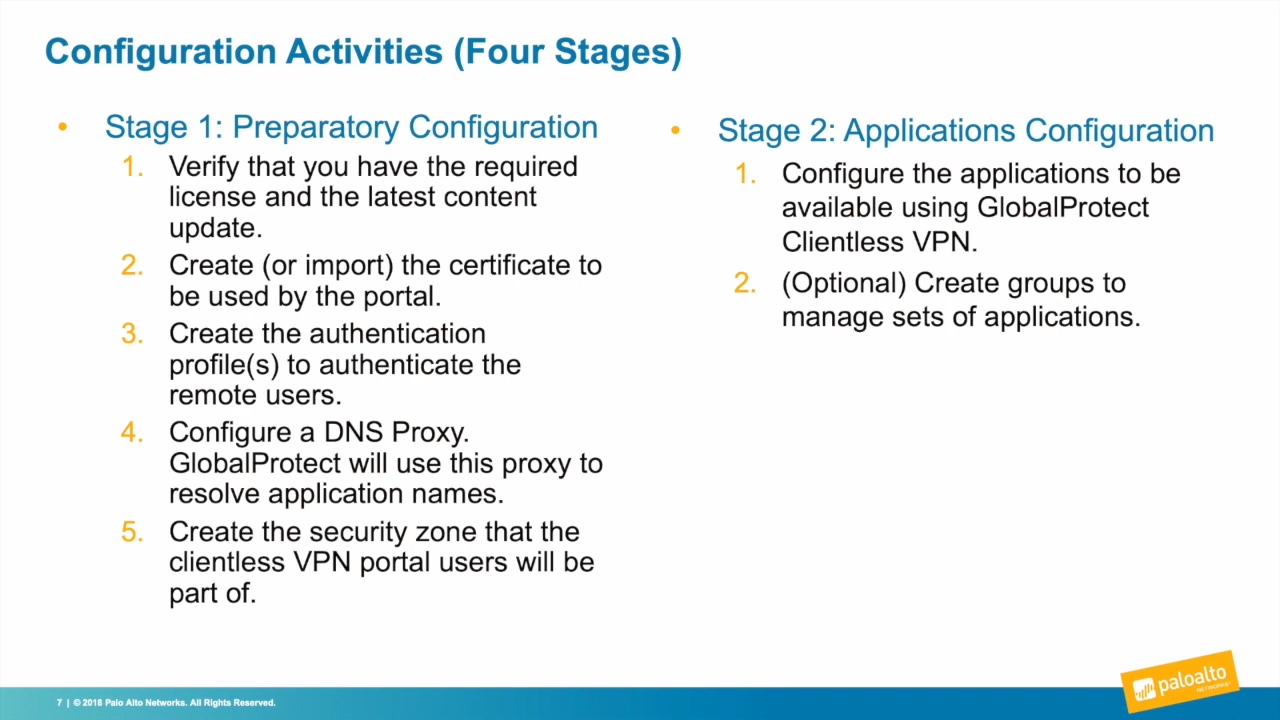 Configuration Activities (Four Stages)
• Stage 1: Preparatory Configuration
1. Verify that you have the required
license and the latest content
update.
2. Create (or import) the certificate to
be used by the portal.
3. Create the authentication
profile(s) to authenticate the
remote users.
4. Configure a DNS Proxy.
GlobalProtect will use this proxy to
resolve application names.
5. Create the security zone that the
clientless VPN portal users will be
part of.
• Stage 2: Applications Configuration
1. Configure the applications to be
available using GlobalProtect
Clientless VPN.
2. (Optional) Create groups to
manage sets of applications.
7 | © 2018 Palo Alto Networks. All Rights Reserved.
paloalto
NETWORKS